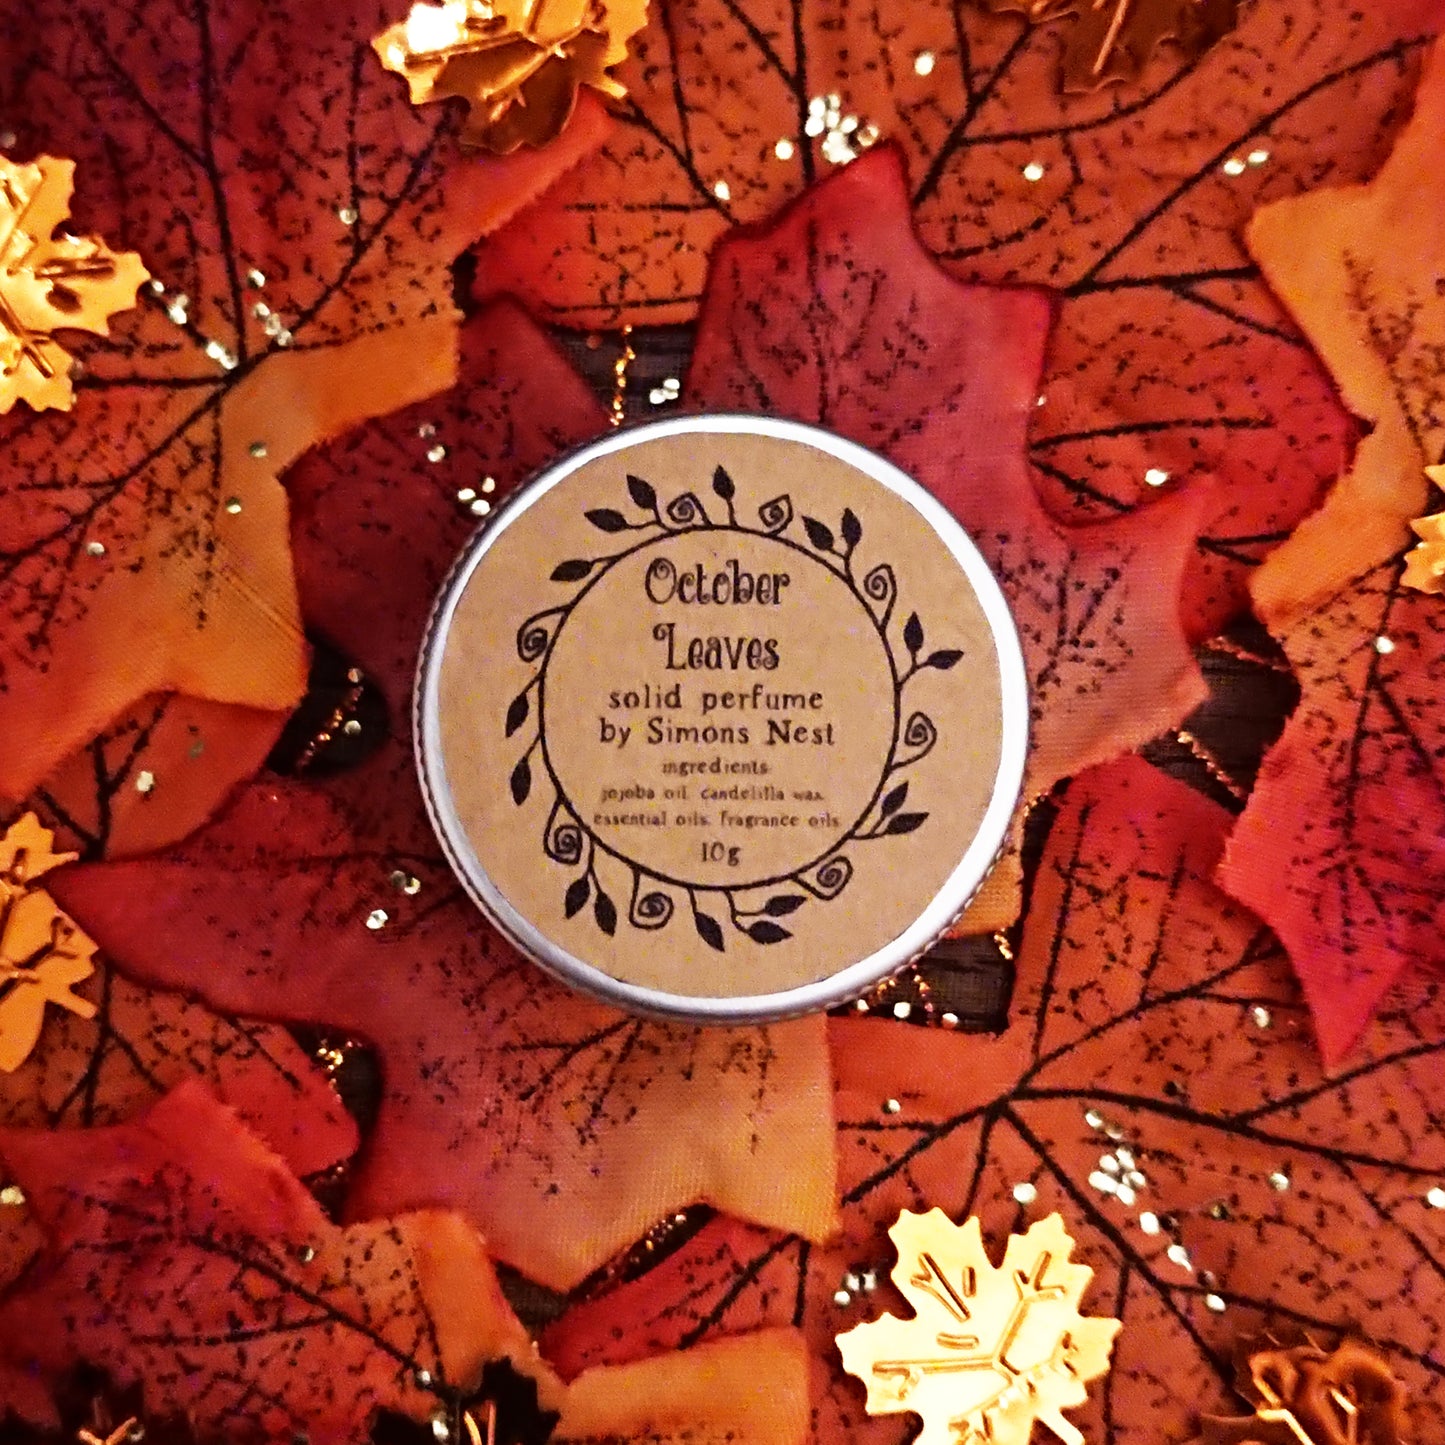 October
Leaves
solid perfume
by Simons Nest
ingredients:
jojoba oil, candelilla wax,
essential oils, fragrance oils
10g